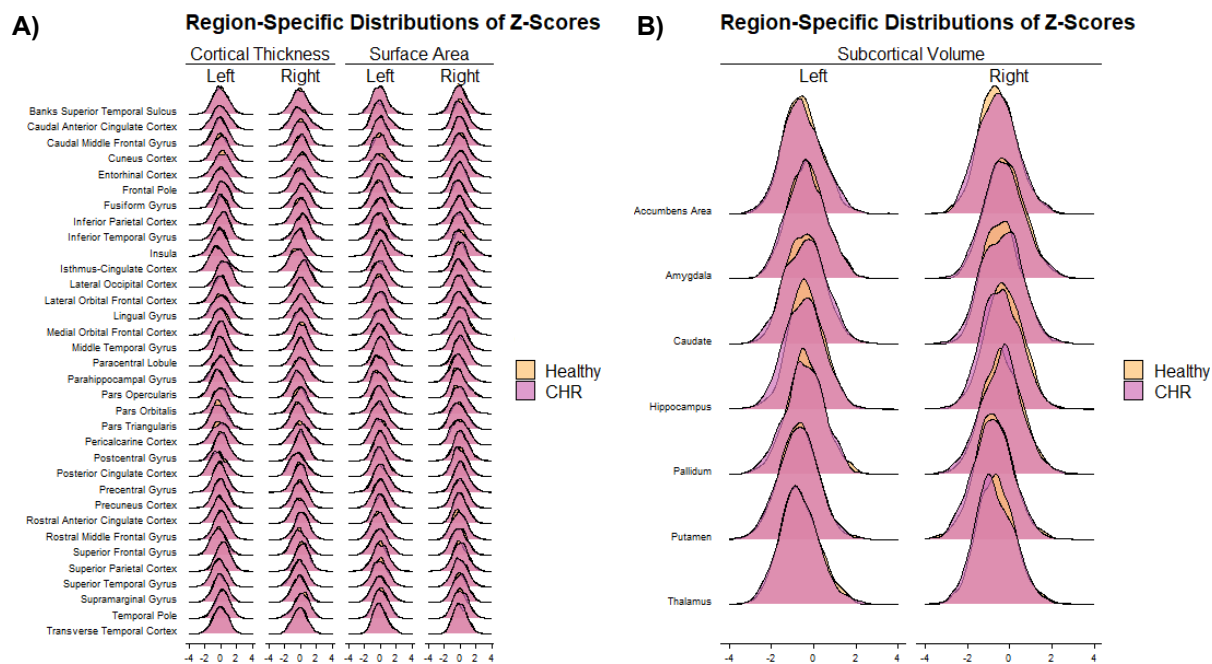 A)
Region-Specific Distributions of Z-Scores
Cortical Thickness Surface Area
Left Right Left Right
Banks Superior Temporal Sulcus
Caudal Anterior Cingulate Cortex
Caudal Middle Frontal Gyrus
Cuneus Cortex
Entorhinal Cortex
Frontal Pole
Fusiform Gyrus
Inferior Parietal Cortex
Inferior Temporal Gyrus
Insula
Isthmus-Cingulate Cortex
Lateral Occipital Cortex
Lateral Orbital Frontal Cortex
Lingual Gyrus
Medial Orbital Frontal Cortex
Middle Temporal Gyrus
Paracentral Lobule
Parahippocampal Gyrus
Pars Opercularis
Pars Orbitalis
Pars Triangularis
Pericalcarine Cortex
Postcentral Gyrus
Posterior Cingulate Cortex
Precentral Gyrus
Precuneus Cortex
Rostral Anterior Cingulate Cortex
Rostral Middle Frontal Gyrus
Superior Frontal Gyrus
Superior Parietal Cortex
Superior Temporal Gyrus
Supramarginal Gyrus
Temporal Pole
Transverse Temporal Cortex
-4 -2 0 2 4 -4 -2 0 2 4 -4 -2 0 2 4 -4 -2 0 2 4
Healthy
CHR
B)
Region-Specific Distributions of Z-Scores
Subcortical Volume
Left Right
Accumbens Area
Amygdala
Caudate
Hippocampus
Pallidum
Putamen
Thalamus
-4 -2 0 2 4 -4 -2 0 2 4
Healthy
CHR